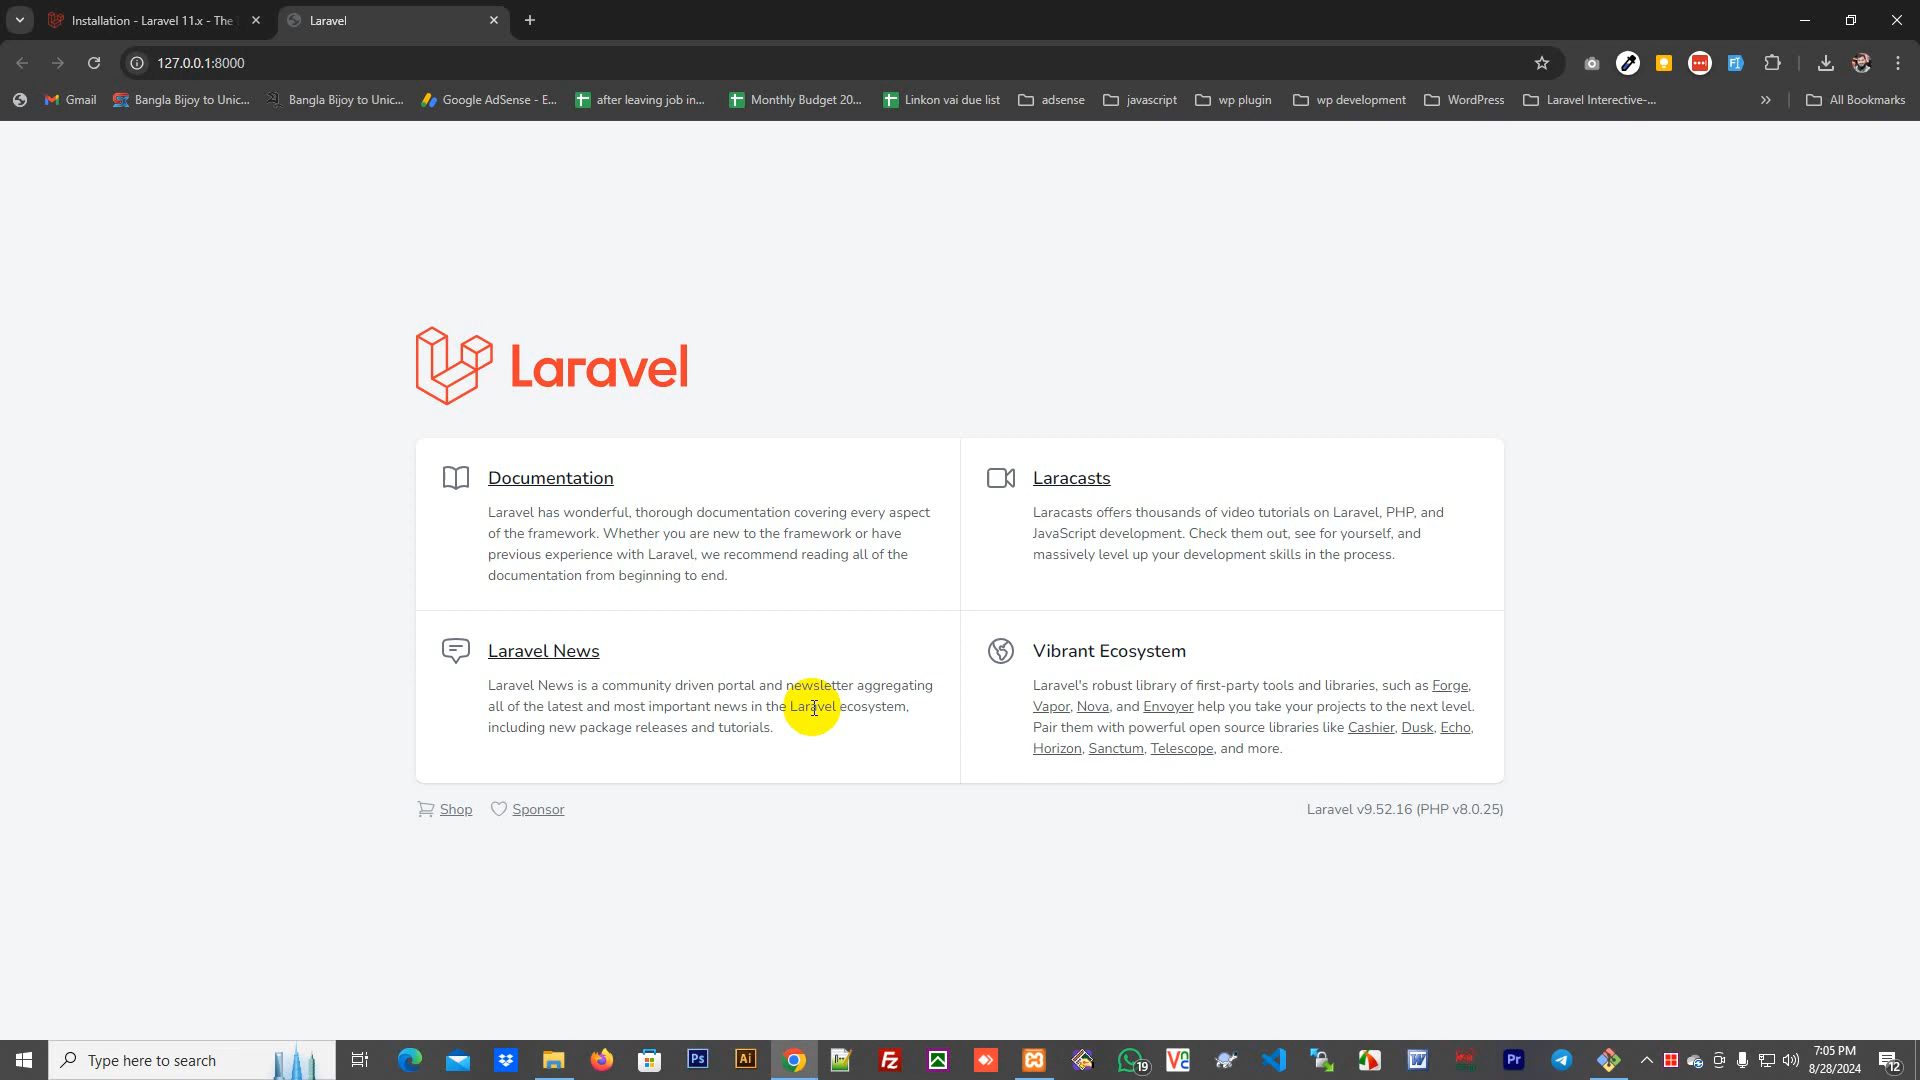 Installation - Laravel 11.x - The
Laravel
127.0.0.1:8000
Gmail
Bangla Bijoy to Unic...
Bangla Bijoy to Unic...
Google AdSense - E...
after leaving job in...
Monthly Budget 20...
Linkon vai due list
adsense
javascript
wp plugin
wp development
WordPress
Laravel Interective-...
All Bookmarks
Laravel
Documentation
Laravel has wonderful, thorough documentation covering every aspect
of the framework. Whether you are new to the framework or have
previous experience with Laravel, we recommend reading all of the
documentation from beginning to end.
Laracasts
Laracasts offers thousands of video tutorials on Laravel, PHP, and
JavaScript development. Check them out, see for yourself, and
massively level up your development skills in the process.
Laravel News
Laravel News is a community driven portal and newsletter aggregating
all of the latest and most important news in the Laravel ecosystem,
including new package releases and tutorials.
Vibrant Ecosystem
Laravel's robust library of first-party tools and libraries, such as Forge,
Vapor, Nova, and Envoyer help you take your projects to the next level.
Pair them with powerful open source libraries like Cashier, Dusk, Echo,
Horizon, Sanctum, Telescope, and more.
Shop
Sponsor
Laravel v9.52.16 (PHP v8.0.25)
Type here to search
Ps
Ai
Fz
19
Pr
7:05 PM
8/28/2024
12